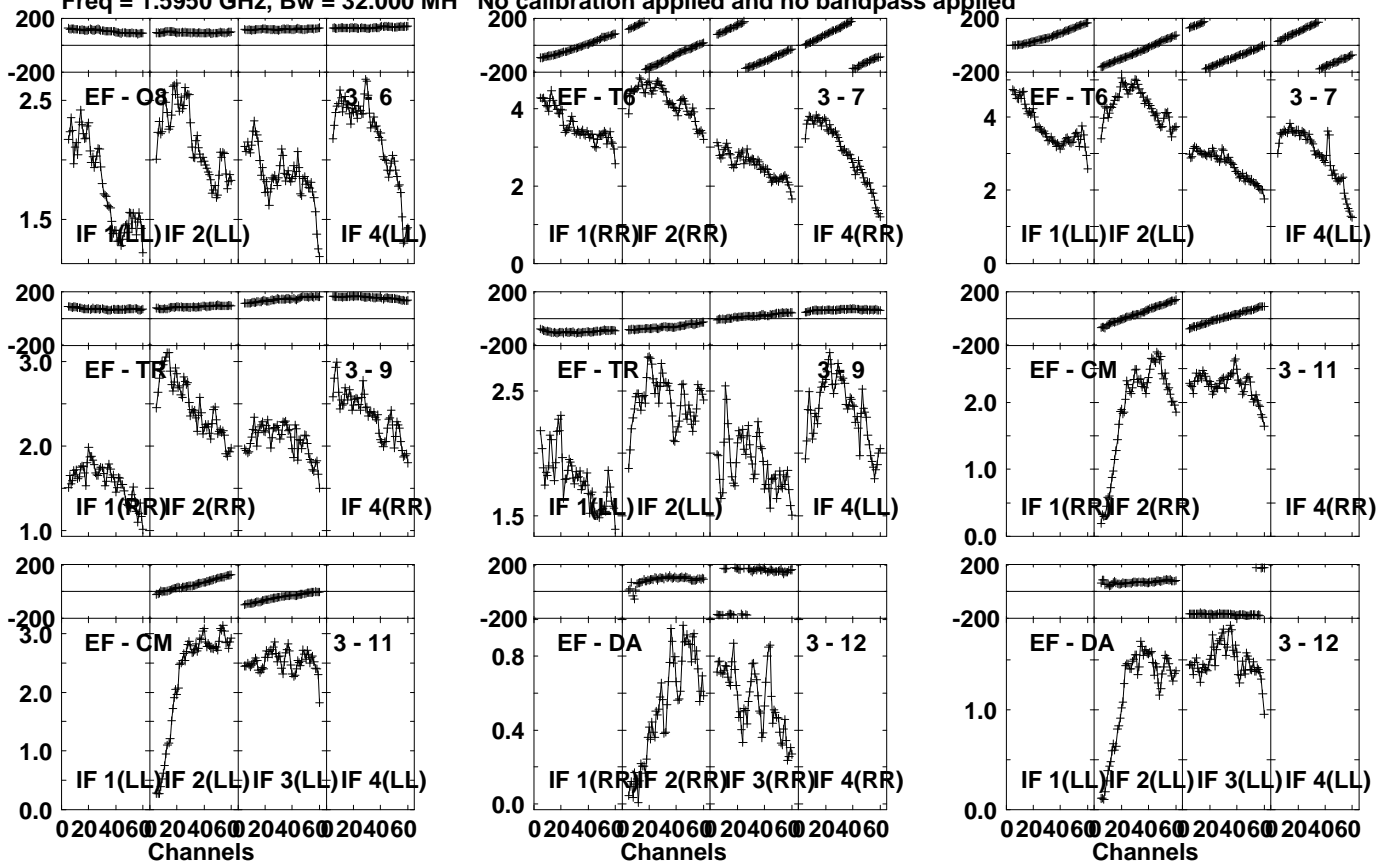 Freq = 1.5950 GHz, Bw = 32.000 MH No calibration applied and no bandpass applied
200
-200
2.5
1.5
EF - O8 3 - 6
IF 1(LL) IF 2(LL) IF 4(LL)
200
-200
4
2
0
EF - T6 3 - 7
IF 1(RR) IF 2(RR) IF 4(RR)
200
-200
4
2
0
EF - T6 3 - 7
IF 1(LL) IF 2(LL) IF 4(LL)
200
-200
3.0
2.0
1.0
EF - TR 3 - 9
IF 1(RR) IF 2(RR) IF 4(RR)
200
-200
2.5
1.5
EF - TR 3 - 9
IF 1(LL) IF 2(LL) IF 4(LL)
200
-200
2.0
1.0
0.0
EF - CM 3 - 11
IF 1(RR) IF 2(RR) IF 4(RR)
200
-200
3.0
2.0
1.0
0.0
EF - CM 3 - 11
IF 1(LL) IF 2(LL) IF 3(LL) IF 4(LL)
0 20 40 60 0 20 40 60 0 20 40 60 0 20 40 60
Channels
200
-200
0.8
0.4
0.0
EF - DA 3 - 12
IF 1(RR) IF 2(RR) IF 3(RR) IF 4(RR)
0 20 40 60 0 20 40 60 0 20 40 60 0 20 40 60
Channels
200
-200
1.0
0.0
EF - DA 3 - 12
IF 1(LL) IF 2(LL) IF 3(LL) IF 4(LL)
0 20 40 60 0 20 40 60 0 20 40 60 0 20 40 60
Channels